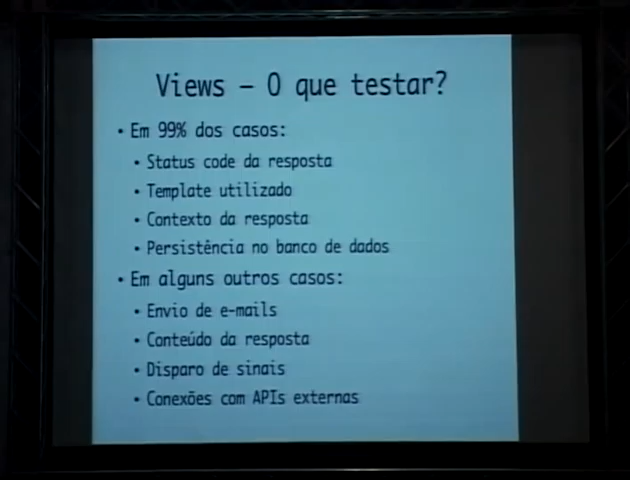 Views – O que testar?
• Em 99% dos casos:
• Status code da resposta
• Template utilizado
• Contexto da resposta
• Persistência no banco de dados
• Em alguns outros casos:
• Envio de e-mails
• Conteúdo da resposta
• Disparo de sinais
• Conexões com APIs externas